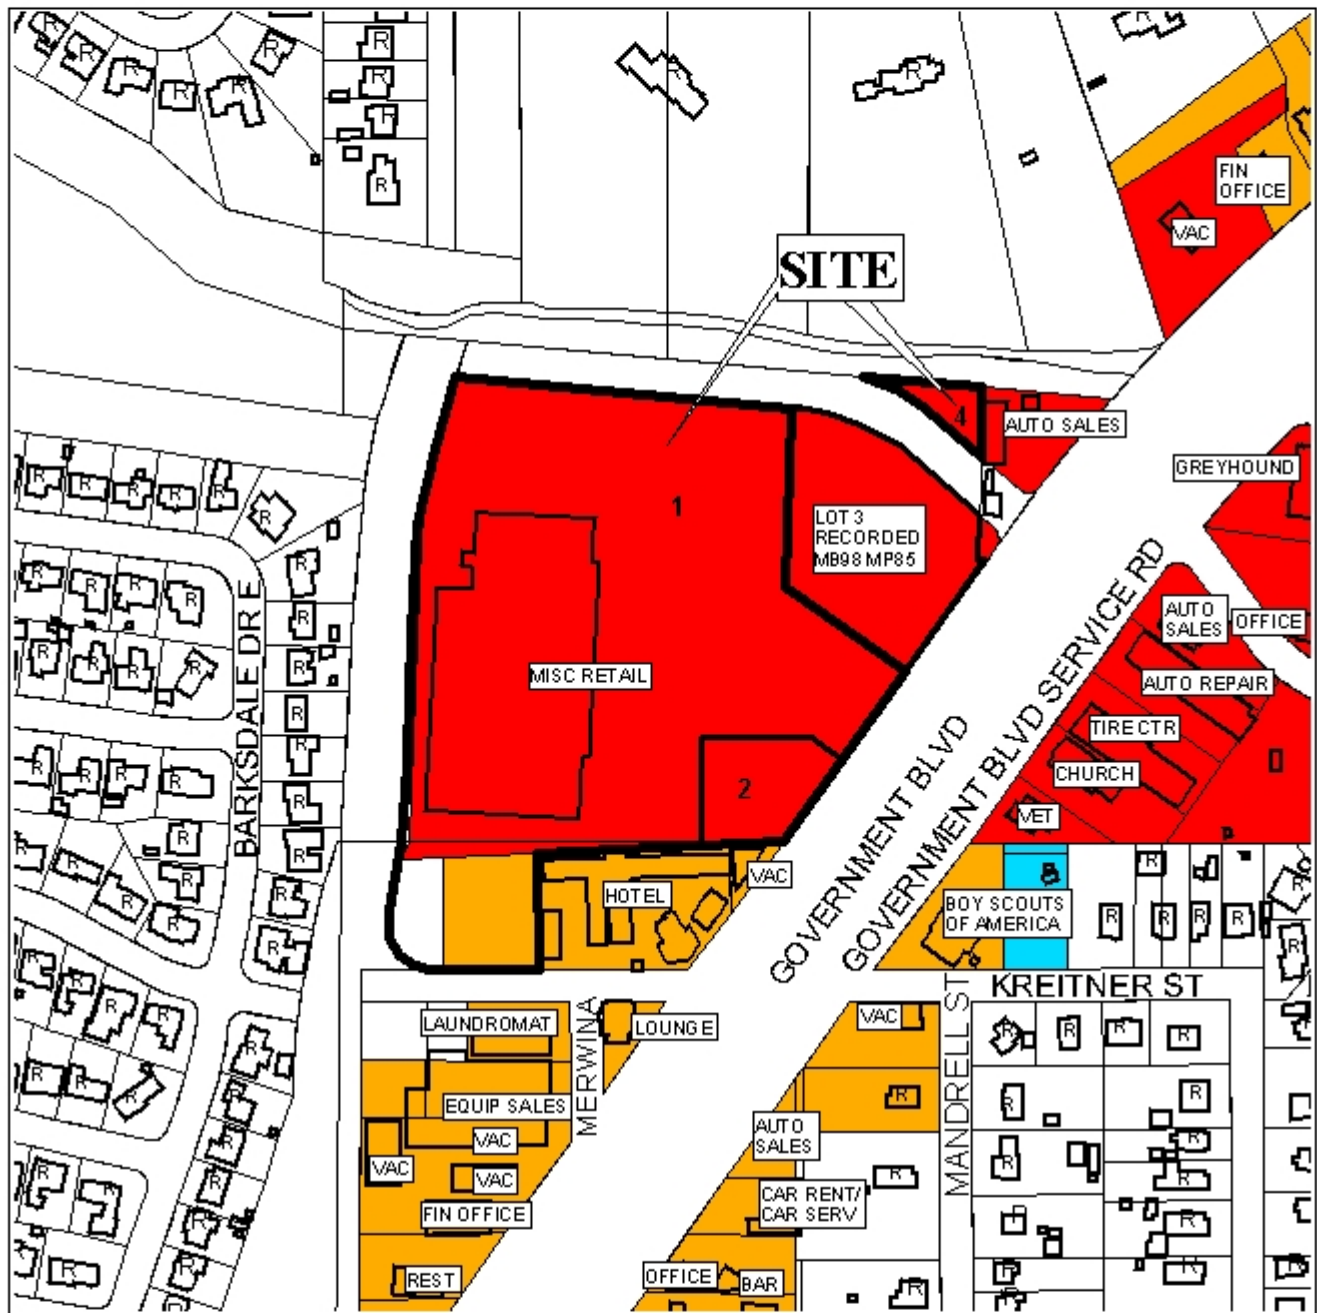 FIN
OFFICE
VAC
SITE
4
AUTO SALES
GREYHOUND
1
LOT 3
RECORDED
MB98 MP85
MISC RETAIL
2
BARKSDALE DR E
GOVERNMENT BLVD
GOVERNMENT BLVD SERVICE RD
AUTO
SALES
OFFICE
AUTO REPAIR
TIRE CTR
CHURCH
VET
VAC
HOTEL
BOY SCOUTS
OF AMERICA
KREITNER ST
MANDRELL ST
MERWINA
LAUNDROMAT
LOUNGE
VAC
EQUIP SALES
VAC
VAC
VAC
FIN OFFICE
AUTO
SALES
CAR RENT/
CAR SERV
REST
OFFICE
BAR